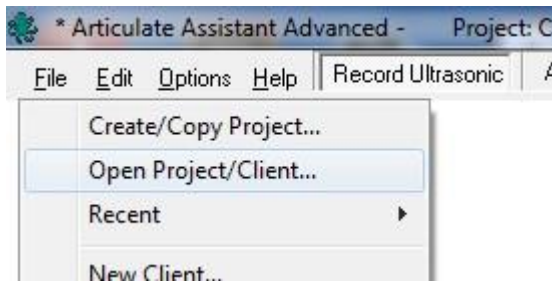 * Articulate Assistant Advanced - Project: C
File Edit Options Help Record Ultrasonic A
Create/Copy Project...
Open Project/Client...
Recent
New Client...